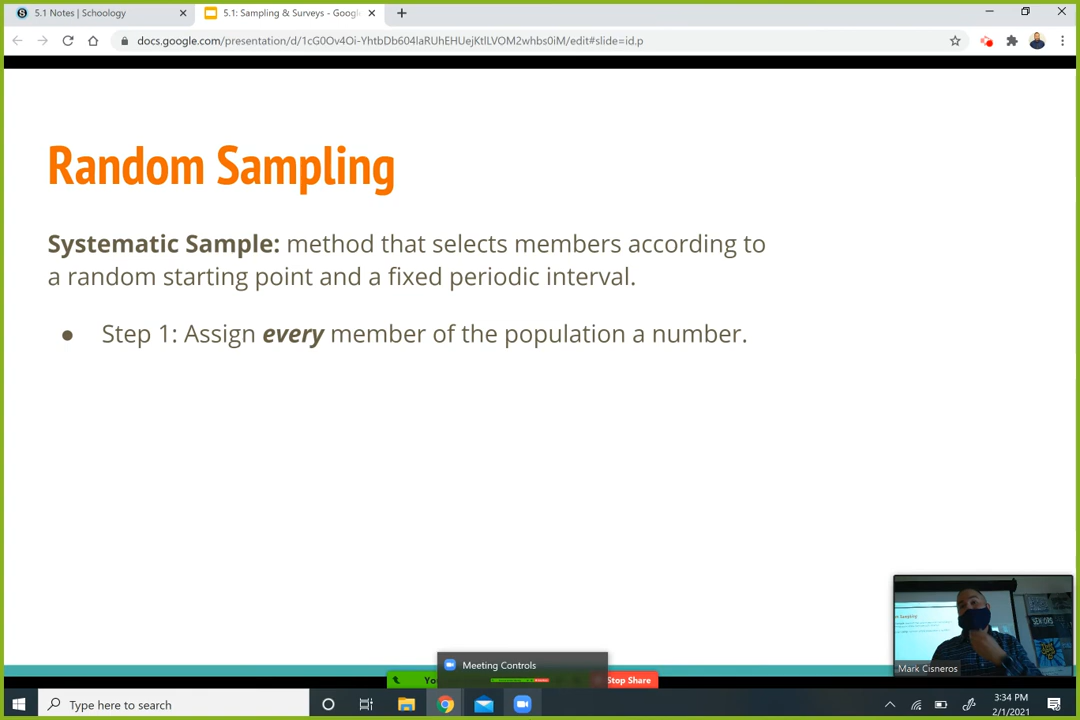 5.1 Notes | Schoology
5.1: Sampling & Surveys - Google
docs.google.com/presentation/d/1cG0Ov4Oi-YhtbDb604laRUhEHUejKtlLVOM2whbs0iM/edit#slide=id.p
Random Sampling
Systematic Sample: method that selects members according to
a random starting point and a fixed periodic interval.
● Step 1: Assign every member of the population a number.
SENIORS
Mark Cisneros
Meeting Controls
Stop Share
Type here to search
3:34 PM
2/1/2021